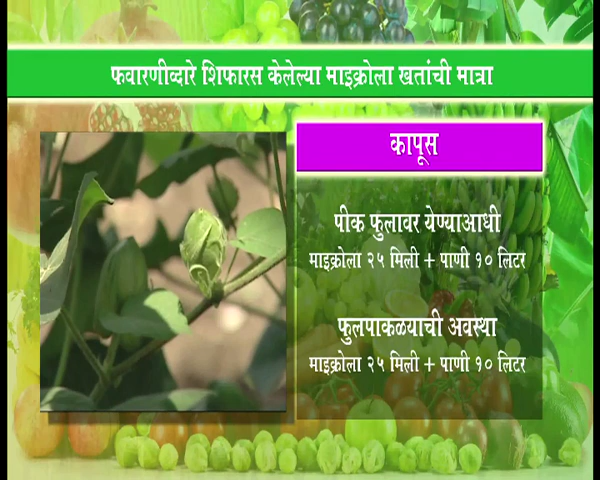 फवारणीव्दारे शिफारस केलेल्या माइक्रोला खतांची मात्रा
कापूस
पीक फुलावर येण्याआधी
माइक्रोला २५ मिली + पाणी १० लिटर
फुलपाकळयाची अवस्था
माइक्रोला २५ मिली + पाणी १० लिटर